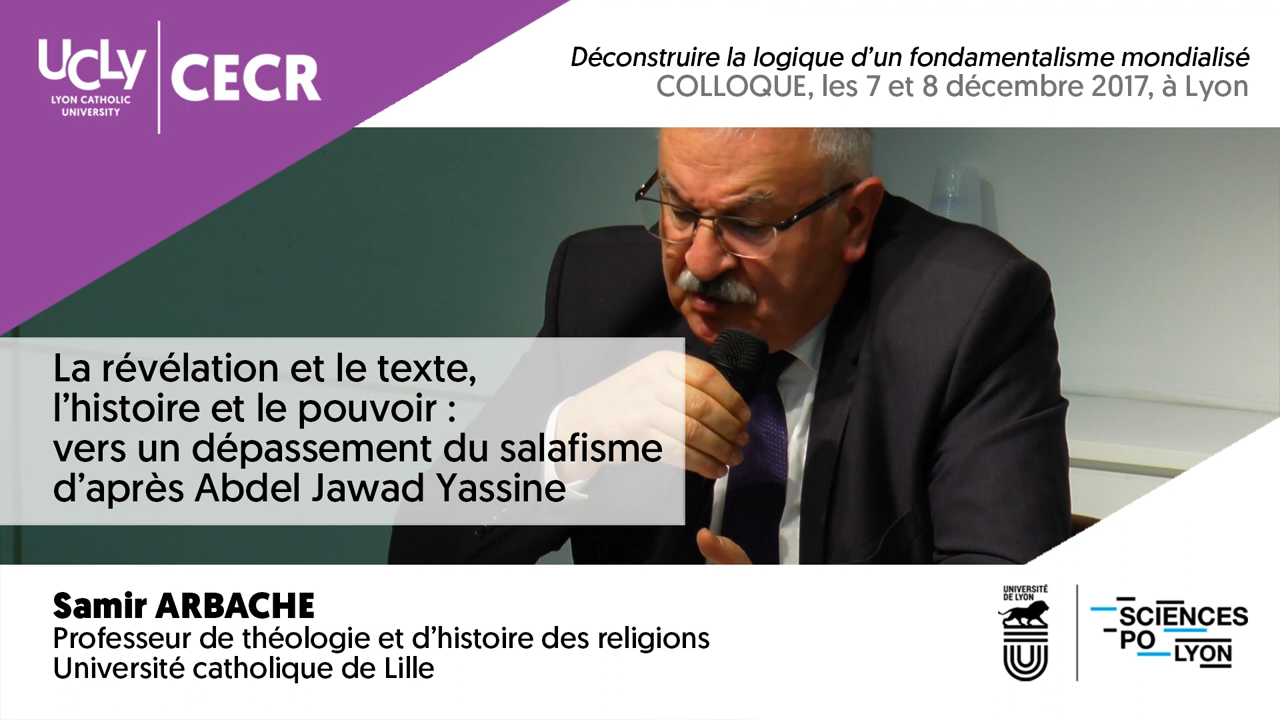 UCLy
LYON CATHOLIC
UNIVERSITY
CECR
Déconstruire la logique d’un fondamentalisme mondialisé
COLLOQUE, les 7 et 8 décembre 2017, à Lyon
La révélation et le texte,
l’histoire et le pouvoir :
vers un dépassement du salafisme
d’après Abdel Jawad Yassine
Samir ARBACHE
Professeur de théologie et d’histoire des religions
Université catholique de Lille
UNIVERSITÉ
DE LYON
SCIENCES
PO
LYON